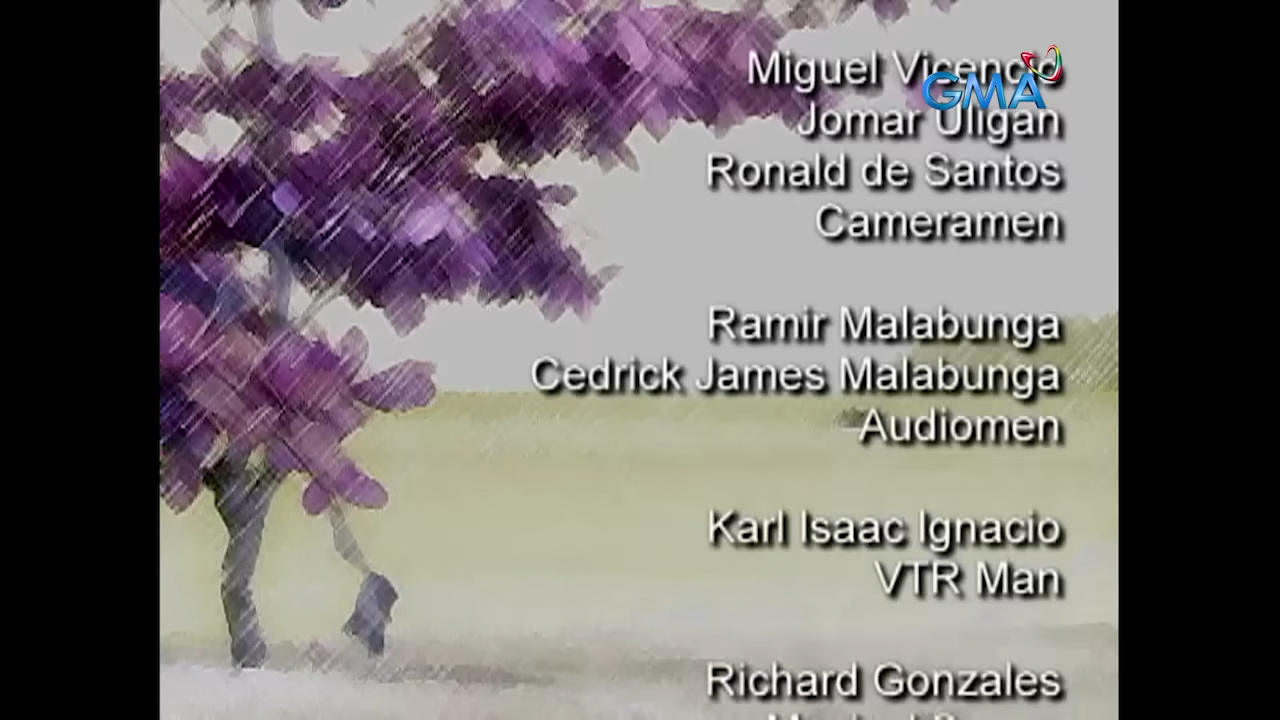 Miguel Vicencio
GMA
Jomar Uligan
Ronald de Santos
Cameramen
Ramir Malabunga
Cedrick James Malabunga
Audiomen
Karl Isaac Ignacio
VTR Man
Richard Gonzales